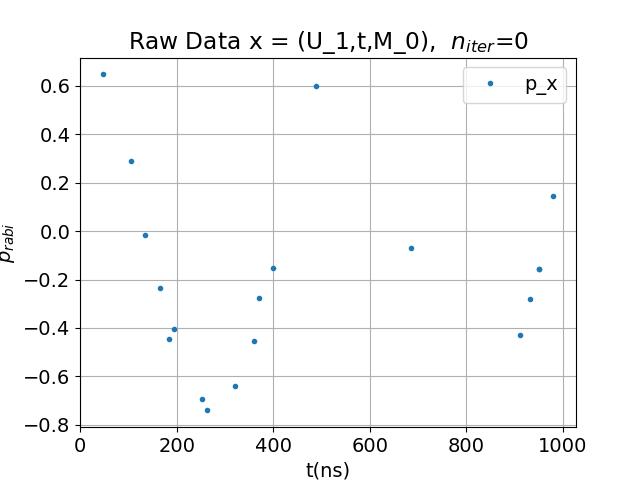 Raw Data x = (U_1,t,M_0), n_iter=0
p_x
p_rabi
0.6
0.4
0.2
0.0
−0.2
−0.4
−0.6
−0.8
0 200 400 600 800 1000
t(ns)